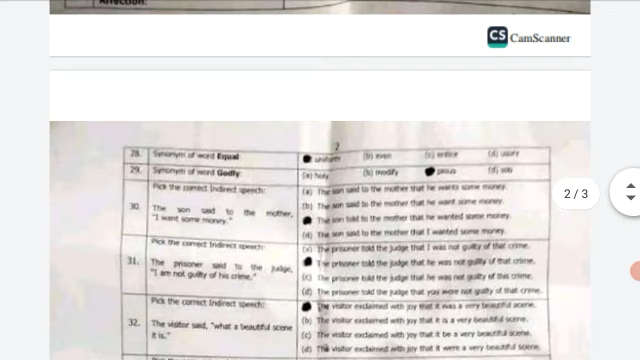 Affection:
CS CamScanner
2
28. Synonym of word Equal uniform (b) even (c) entice (d) usury
29. Synonym of word Godly (a) holy (b) modify pious (d) sob
30. Pick the correct Indirect speech:
The son said to the mother, "I want some money."
(a) The son said to the mother that he wants some money.
(b) The son said to the mother that he want some money.
The son told to the mother that he wanted some money.
(d) The son said to the mother that I wanted some money.
31. Pick the correct Indirect speech:
The prisoner said to the judge, "I am not guilty of his crime."
The prisoner told the judge that I was not guilty of that crime.
The prisoner told the judge that he was not guilty of that crime.
(c) The prisoner told the judge that he was not guilty of this crime.
(d) The prisoner told the judge that you were not guilty of that crime.
32. Pick the correct Indirect speech:
The visitor said, "what a beautiful scene it is."
The visitor exclaimed with joy that it was a very beautiful scene.
(b) The visitor exclaimed with joy that it is a very beautiful scene.
(c) The visitor exclaimed with joy that it be a very beautiful scene.
(d) The visitor exclaimed with joy that it were a very beautiful scene.
2 / 3